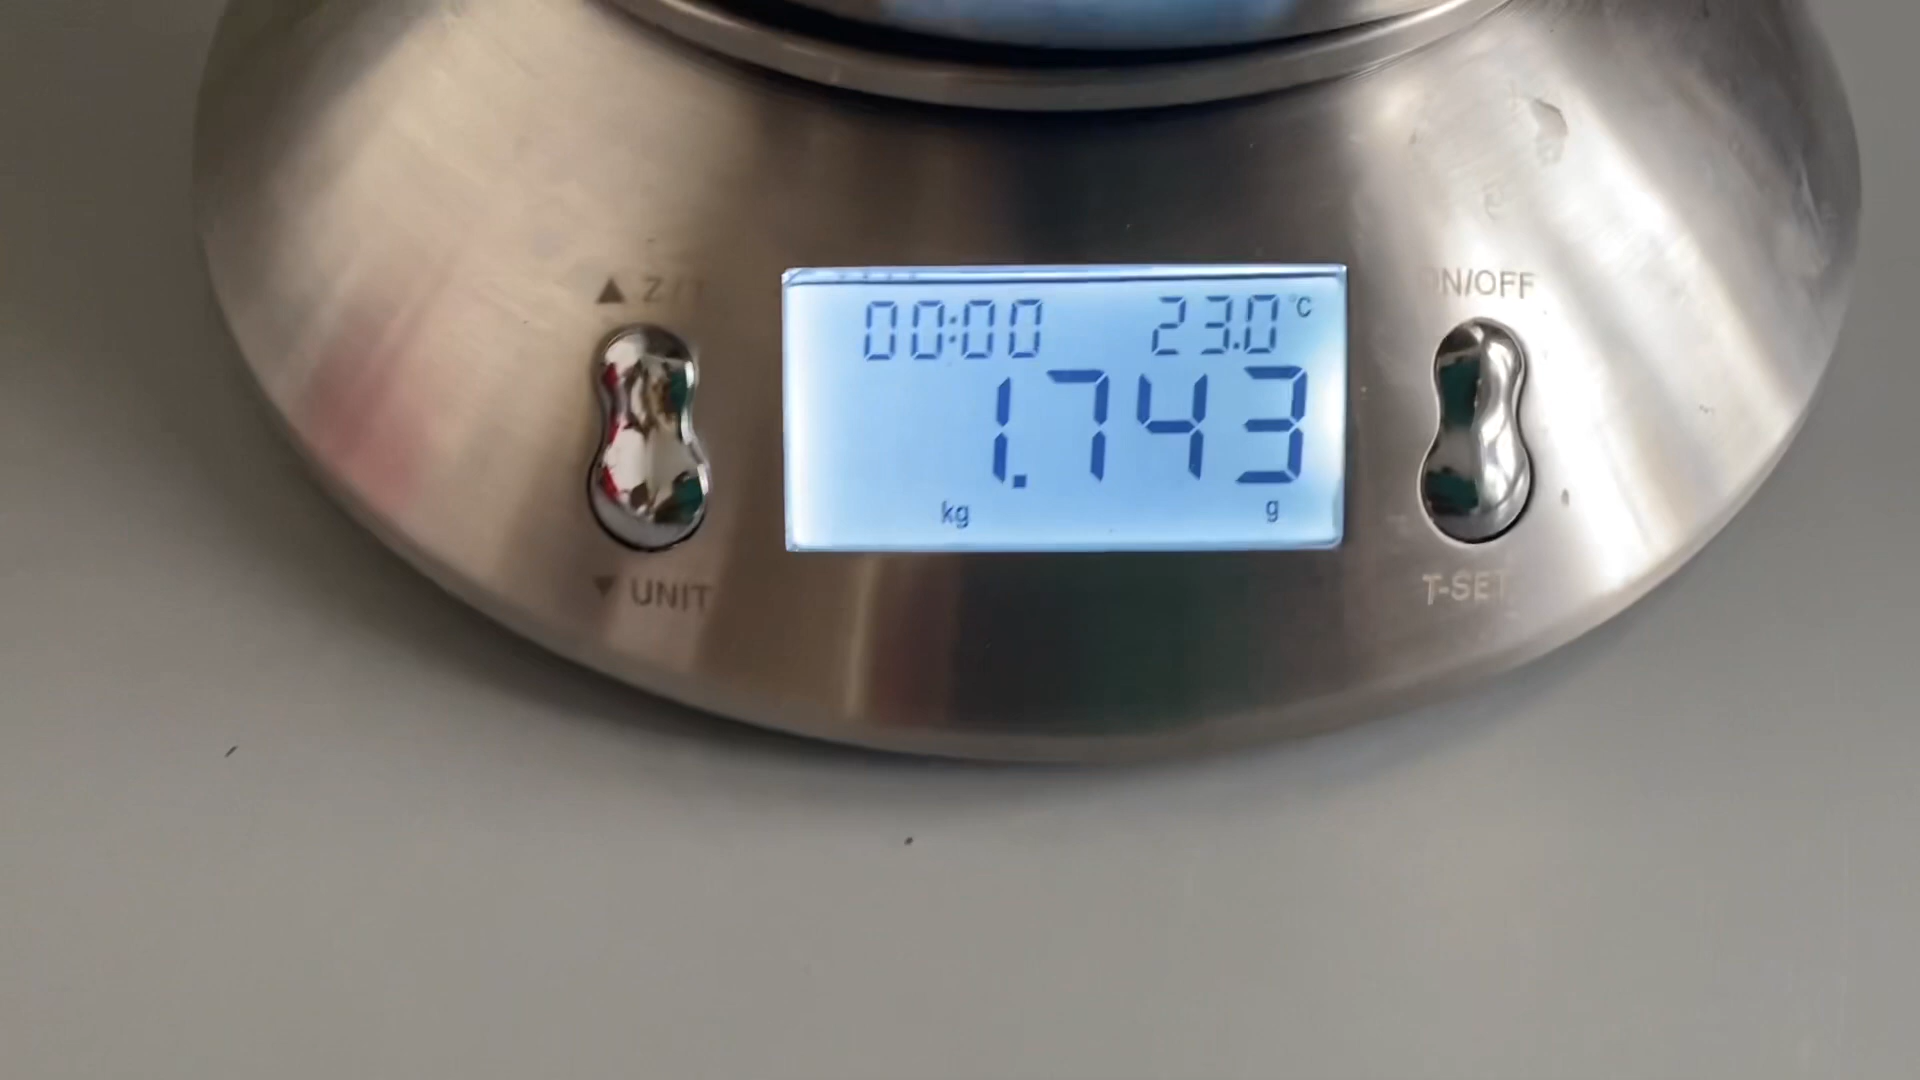 ▲ Z/T
ON/OFF
00:00 23.0 °C
1.743
kg g
▼ UNIT
T-SET